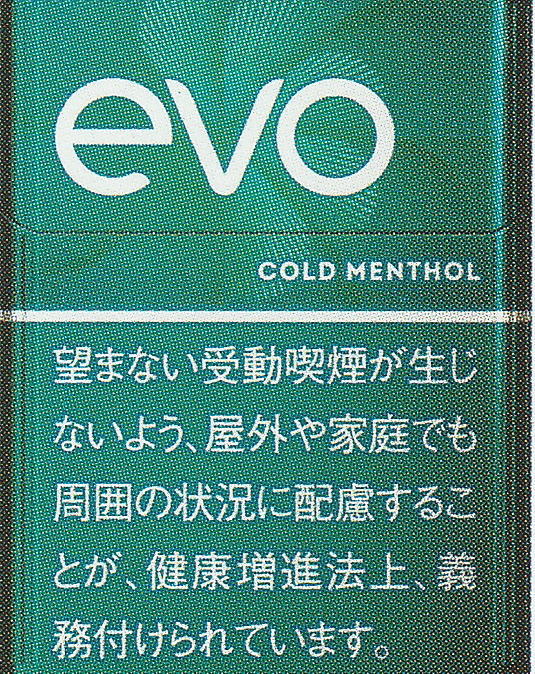 evo
COLD MENTHOL
望まない受動喫煙が生じ
ないよう、屋外や家庭でも
周囲の状況に配慮するこ
とが、健康増進法上、義
務付けられています。